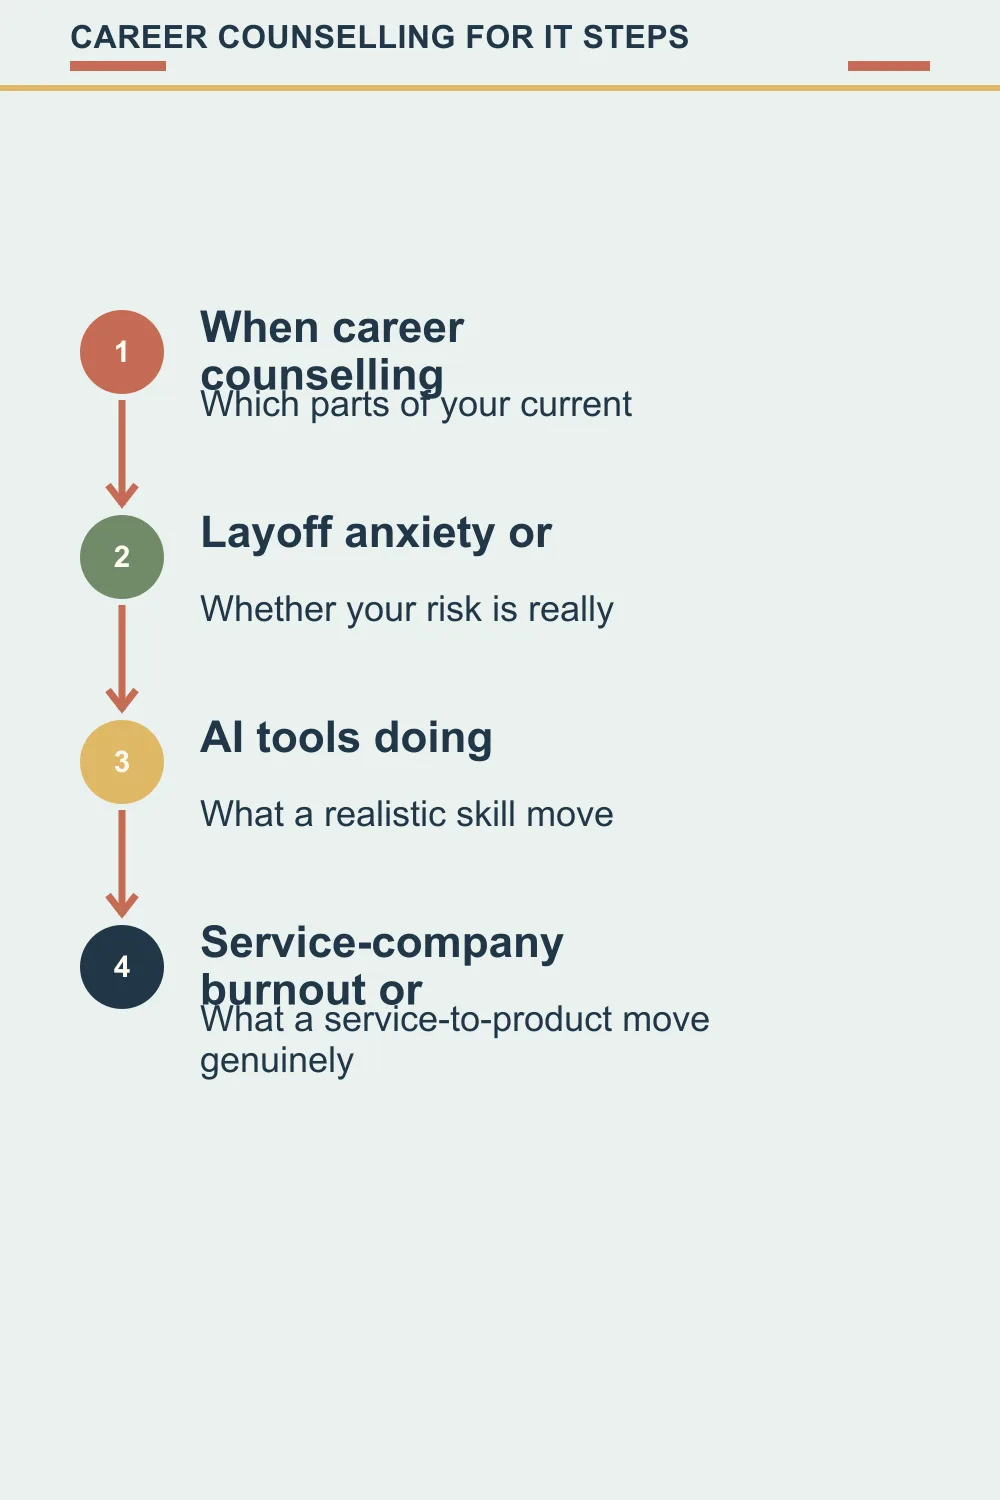 CAREER COUNSELLING FOR IT STEPS
1
When career
counselling
Which parts of your current
2
Layoff anxiety or
Whether your risk is really
3
AI tools doing
What a realistic skill move
4
Service-company
burnout or
What a service-to-product move
genuinely